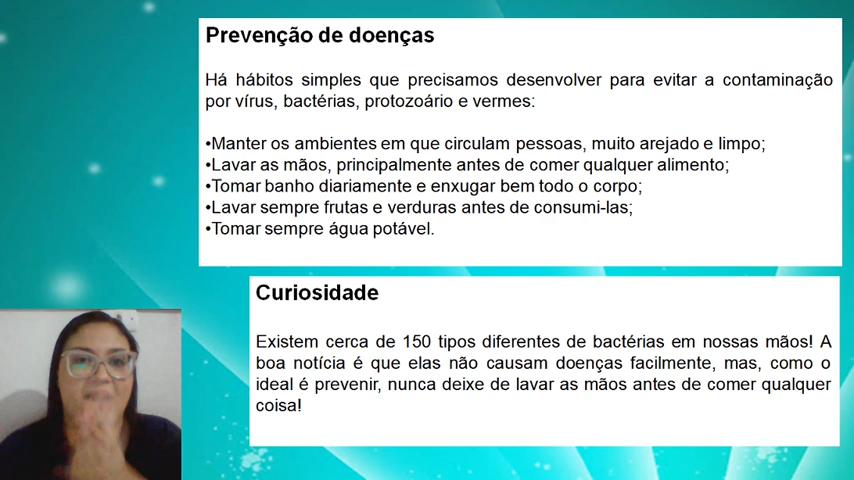 Prevenção de doenças
Há hábitos simples que precisamos desenvolver para evitar a contaminação
por vírus, bactérias, protozoário e vermes:
•Manter os ambientes em que circulam pessoas, muito arejado e limpo;
•Lavar as mãos, principalmente antes de comer qualquer alimento;
•Tomar banho diariamente e enxugar bem todo o corpo;
•Lavar sempre frutas e verduras antes de consumi-las;
•Tomar sempre água potável.
Curiosidade
Existem cerca de 150 tipos diferentes de bactérias em nossas mãos! A
boa notícia é que elas não causam doenças facilmente, mas, como o
ideal é prevenir, nunca deixe de lavar as mãos antes de comer qualquer
coisa!